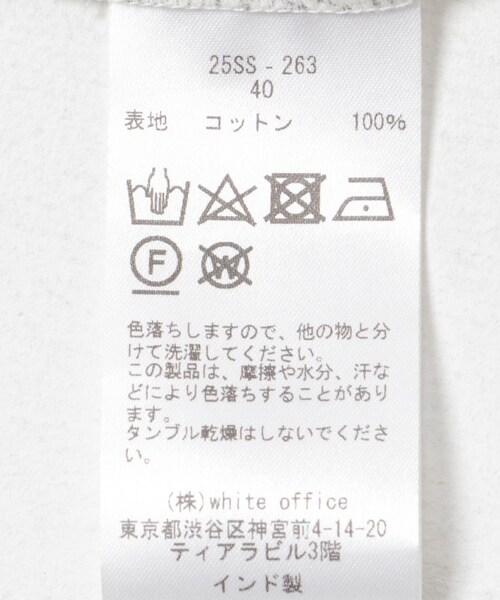 25SS - 263
40
表地 コットン 100%
F
W
色落ちしますので、他の物と分
けて洗濯してください。
この製品は、摩擦や水分、汗な
どにより色落ちすることがあり
ます。
タンブル乾燥はしないでくださ
い。
(株)white office
東京都渋谷区神宮前4-14-20
ティアラビル3階
インド製